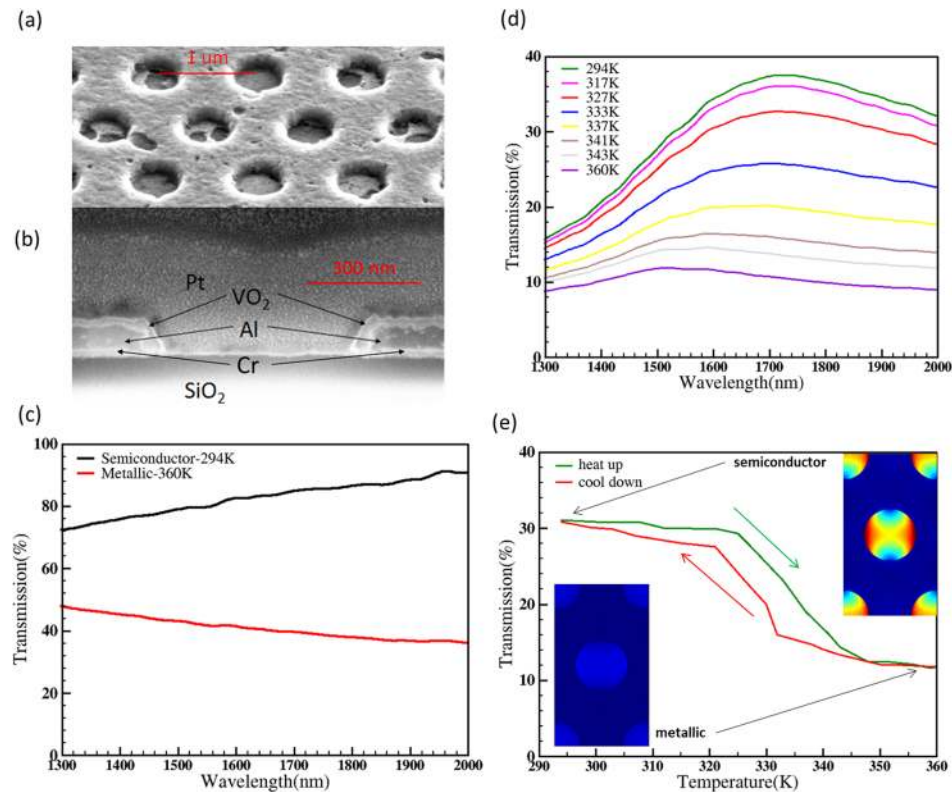 (a)
1 um
(b)
300 nm
Pt
VO2
Al
Cr
SiO2
(c)
100
80
60
40
20
0
Transmission(%)
Semiconductor-294K
Metallic-360K
1300 1400 1500 1600 1700 1800 1900 2000
Wavelength(nm)
(d)
40
30
20
10
0
Transmission(%)
294K
317K
327K
333K
337K
341K
343K
360K
1300 1400 1500 1600 1700 1800 1900 2000
Wavelength(nm)
(e)
40
30
20
10
0
Transmission(%)
heat up
cool down
semiconductor
metallic
290 300 310 320 330 340 350 360
Temperature(K)